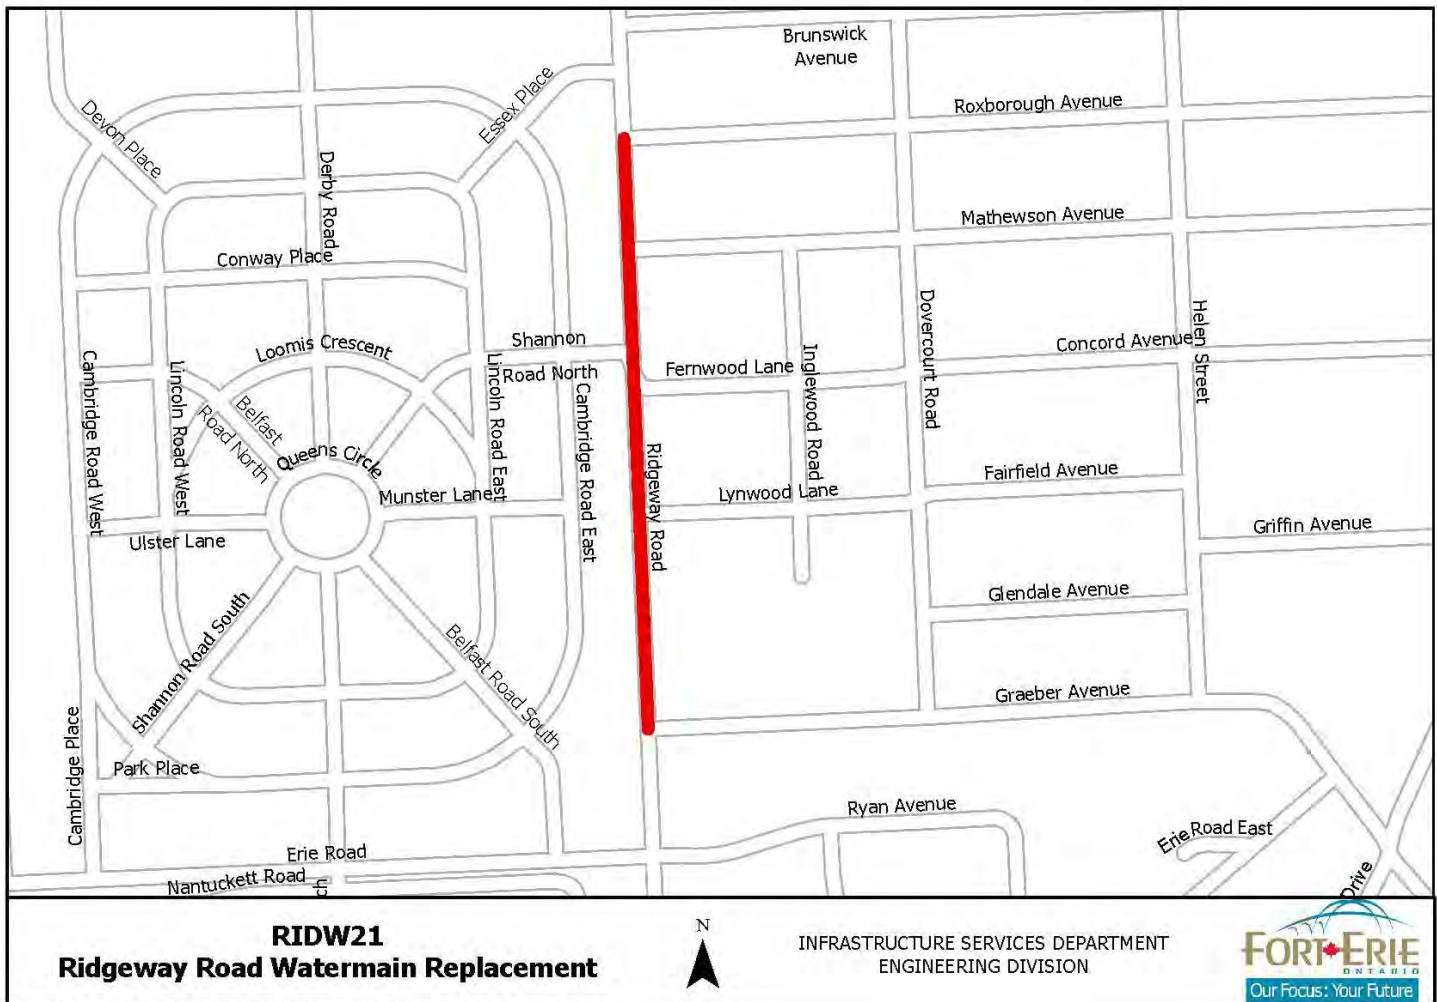 Brunswick
Avenue
Essex Place
Roxborough Avenue
Devon Place
Derby Road
Mathewson Avenue
Conway Place
Dovercourt Road
Helen Street
Shannon
Road North
Loomis Crescent
Concord Avenue
Fernwood Lane
Inglewood Road
Cambridge Road West
Lincoln Road West
Lincoln Road East
Cambridge Road East
Belfast
Road North
Queens Circle
Ridgeway Road
Fairfield Avenue
Munster Lane
Lynwood Lane
Griffin Avenue
Ulster Lane
Glendale Avenue
Shannon Road South
Belfast Road South
Graeber Avenue
Cambridge Place
Park Place
Ryan Avenue
Erie Road East
Erie Road
Nantuckett Road
ch
Drive
RIDW21
Ridgeway Road Watermain Replacement
N
INFRASTRUCTURE SERVICES DEPARTMENT
ENGINEERING DIVISION
FORT ERIE
ONTARIO
Our Focus: Your Future